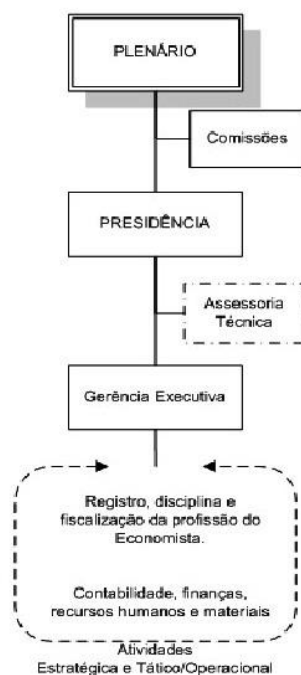 PLENÁRIO
Comissões
PRESIDÊNCIA
Assessoria
Técnica
Gerência Executiva
Registro, disciplina e
fiscalização da profissão do
Economista.
Contabilidade, finanças,
recursos humanos e materiais
Atividades
Estratégica e Tático/Operacional